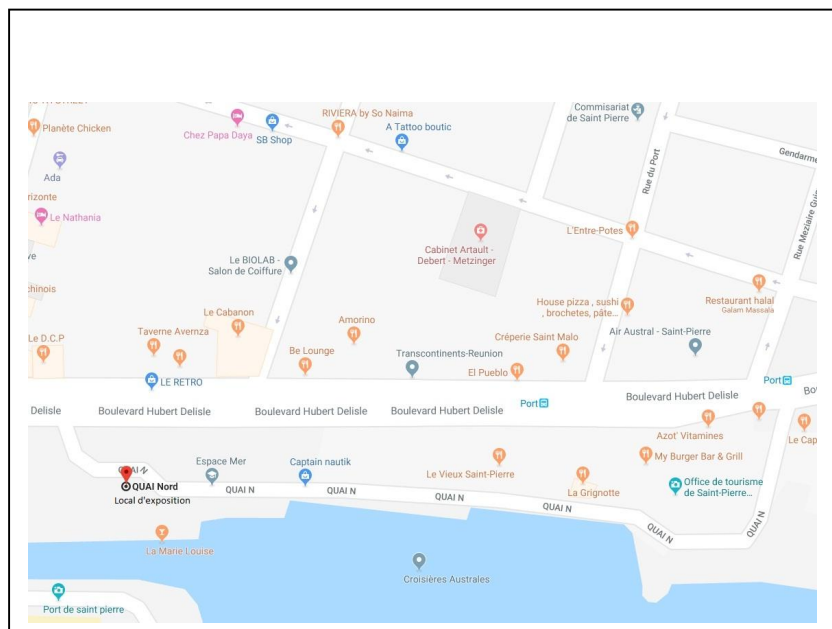 Planète Chicken
Chez Papa Daya
SB Shop
RIVIERA by So Naima
A Tattoo boutic
Commissariat
de Saint Pierre
Ada
rizonte
Le Nathania
chinois
Le BIOLAB -
Salon de Coiffure
Cabinet Artault -
Debert - Metzinger
L'Entre-Potes
Rue du Port
Gendarme
Rue Meziaire Gui
Le D.C.P
Taverne Avernza
Le Cabanon
Amorino
Be Lounge
Transcontinents-Reunion
House pizza , sushi
, brochetes, pâte...
Crêperie Saint Malo
El Pueblo
Restaurant halal
Galam Massala
Air Austral - Saint-Pierre
LE RETRO
Port
Port
Delisle
Boulevard Hubert Delisle
Boulevard Hubert Delisle
Boulevard Hubert Delisle
Boulevard Hubert Delisle
Bo
QUAI N
QUAI Nord
Local d'exposition
Espace Mer
Captain nautik
Le Vieux Saint-Pierre
Azot' Vitamines
My Burger Bar & Grill
Le Cap
La Grignotte
Office de tourisme
de Saint-Pierre...
QUAI N
QUAI N
QUAI N
QUAI N
QUAI N
QUAI N
La Marie Louise
Croisières Australes
Port de saint pierre